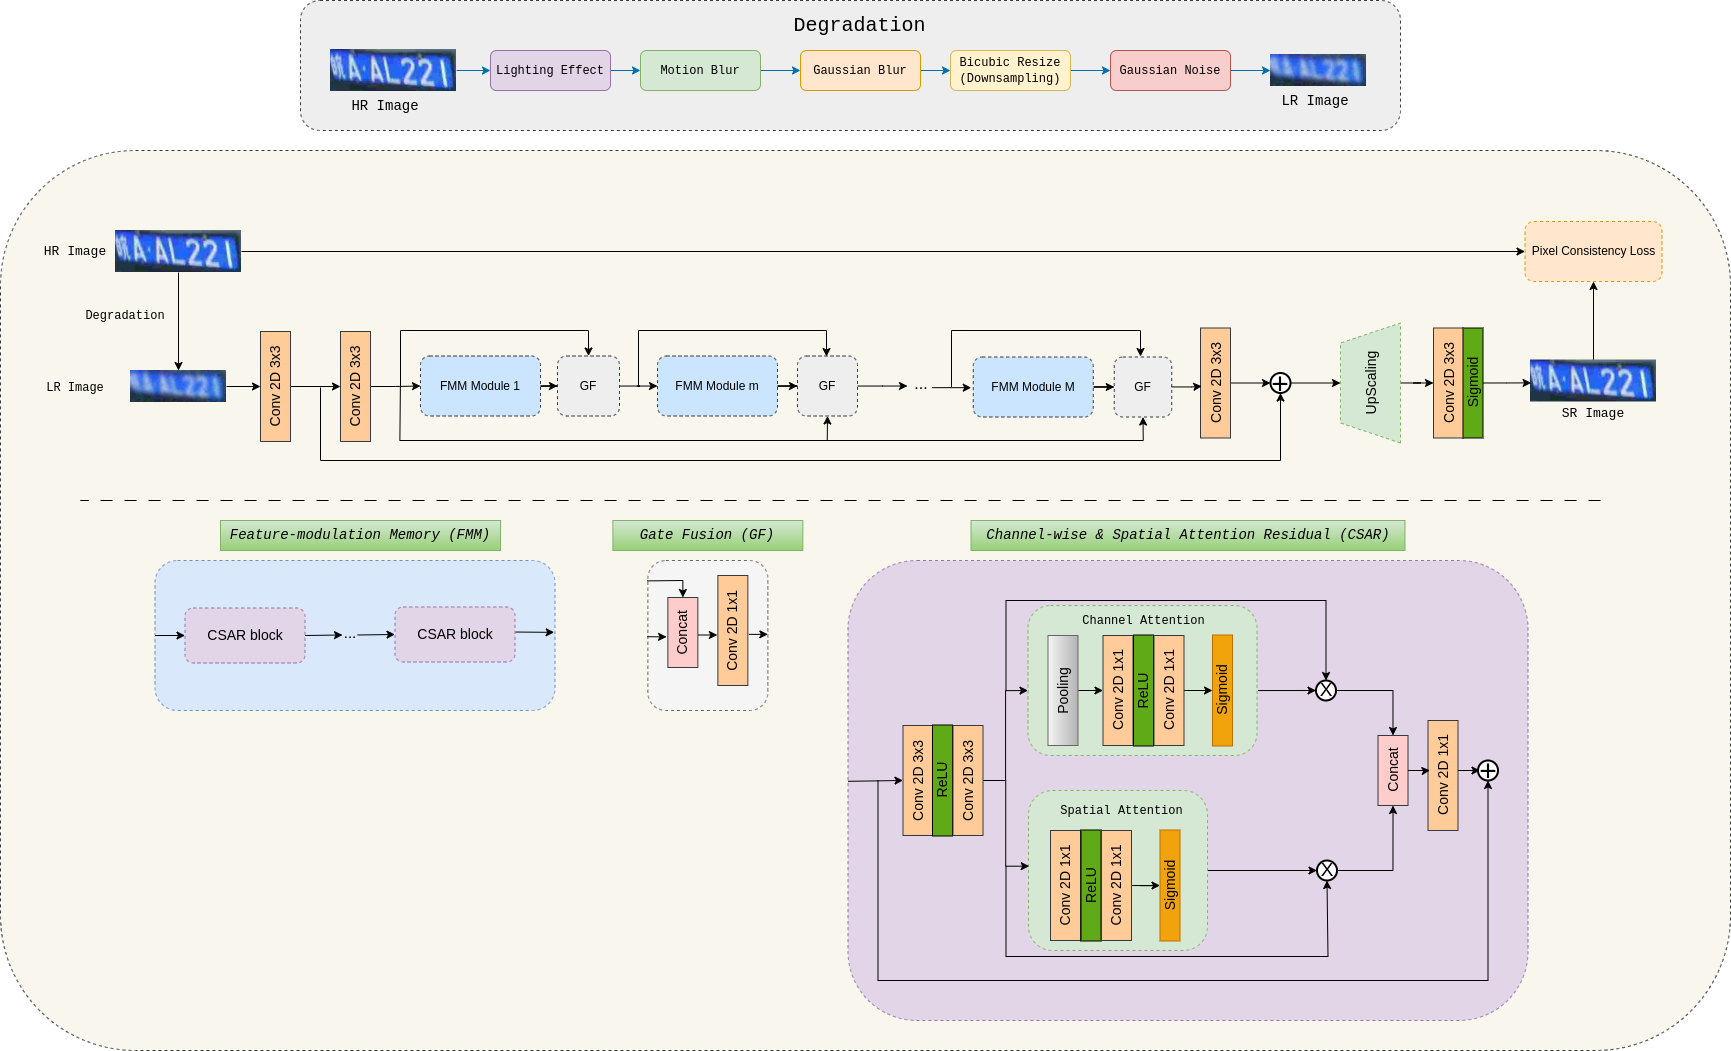 Degradation
A·AL221
Lighting Effect
Motion Blur
Gaussian Blur
Bicubic Resize
(Downsampling)
Gaussian Noise
HR Image
LR Image
HR Image
A·AL221
Pixel Consistency Loss
Degradation
LR Image
Conv 2D 3x3
Conv 2D 3x3
FMM Module 1
GF
FMM Module m
GF
...
FMM Module M
GF
Conv 2D 3x3
+
UpScaling
Conv 2D 3x3
Sigmoid
A·AL221
SR Image
Feature-modulation Memory (FMM)
Gate Fusion (GF)
Channel-wise & Spatial Attention Residual (CSAR)
CSAR block
...
CSAR block
Concat
Conv 2D 1x1
Conv 2D 3x3
ReLU
Conv 2D 3x3
Channel Attention
Pooling
Conv 2D 1x1
ReLU
Conv 2D 1x1
Sigmoid
X
Spatial Attention
Conv 2D 1x1
ReLU
Conv 2D 1x1
Sigmoid
X
Concat
Conv 2D 1x1
+